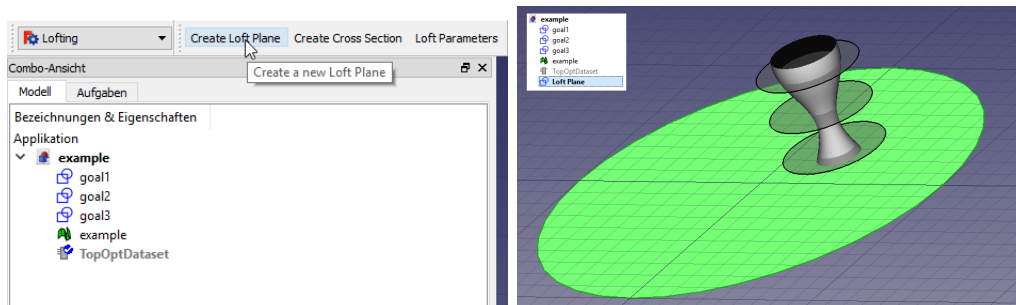 Lofting
Create Loft Plane Create Cross Section Loft Parameters
Create a new Loft Plane
Combo-Ansicht
Modell Aufgaben
Bezeichnungen & Eigenschaften
Applikation
example
goal1
goal2
goal3
example
TopOptDataset
example
goal1
goal2
goal3
example
TopOptDataset
Loft Plane